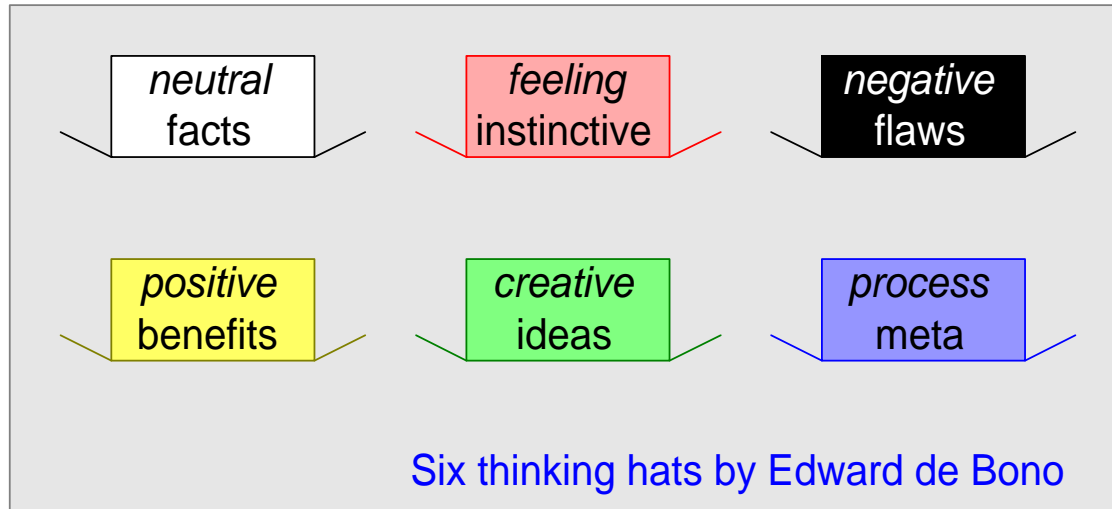 neutral
facts
feeling
instinctive
negative
flaws
positive
benefits
creative
ideas
process
meta
Six thinking hats by Edward de Bono